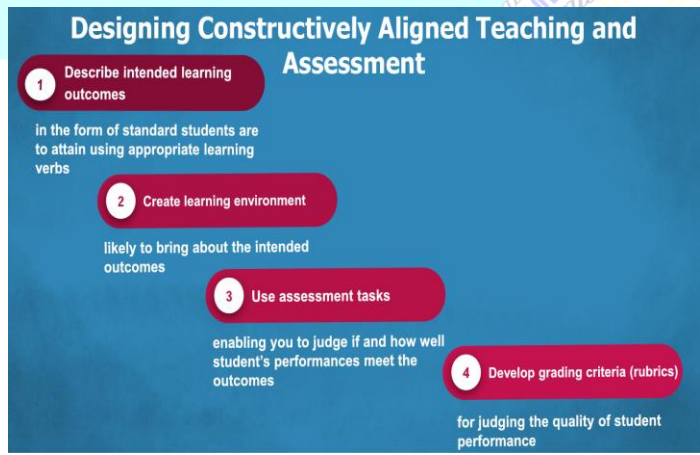 Designing Constructively Aligned Teaching and
Assessment
1
Describe intended learning
outcomes
in the form of standard students are
to attain using appropriate learning
verbs
2
Create learning environment
likely to bring about the intended
outcomes
3
Use assessment tasks
enabling you to judge if and how well
student's performances meet the
outcomes
4
Develop grading criteria (rubrics)
for judging the quality of student
performance